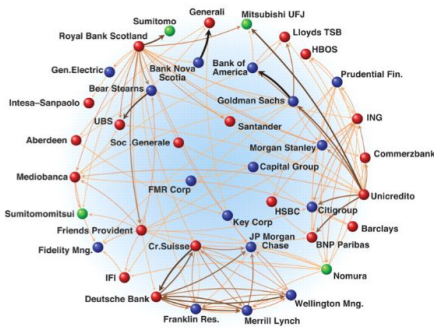 Generali
Sumitomo
Mitsubishi UFJ
Royal Bank Scotland
Lloyds TSB
HBOS
Gen.Electric
Bank Nova
Scotia
Bank of
America
Prudential Fin.
Bear Stearns
Goldman Sachs
Intesa–Sanpaolo
UBS
Santander
ING
Aberdeen
Soc.Generale
Morgan Stanley
Commerzbank
Mediobanca
Capital Group
FMR Corp
Unicredito
Sumitomomitsui
HSBC
Citigroup
Friends Provident
Key Corp
Barclays
Fidelity Mng.
Cr.Suisse
JP Morgan
Chase
BNP Paribas
IFI
Nomura
Deutsche Bank
Wellington Mng.
Franklin Res.
Merrill Lynch